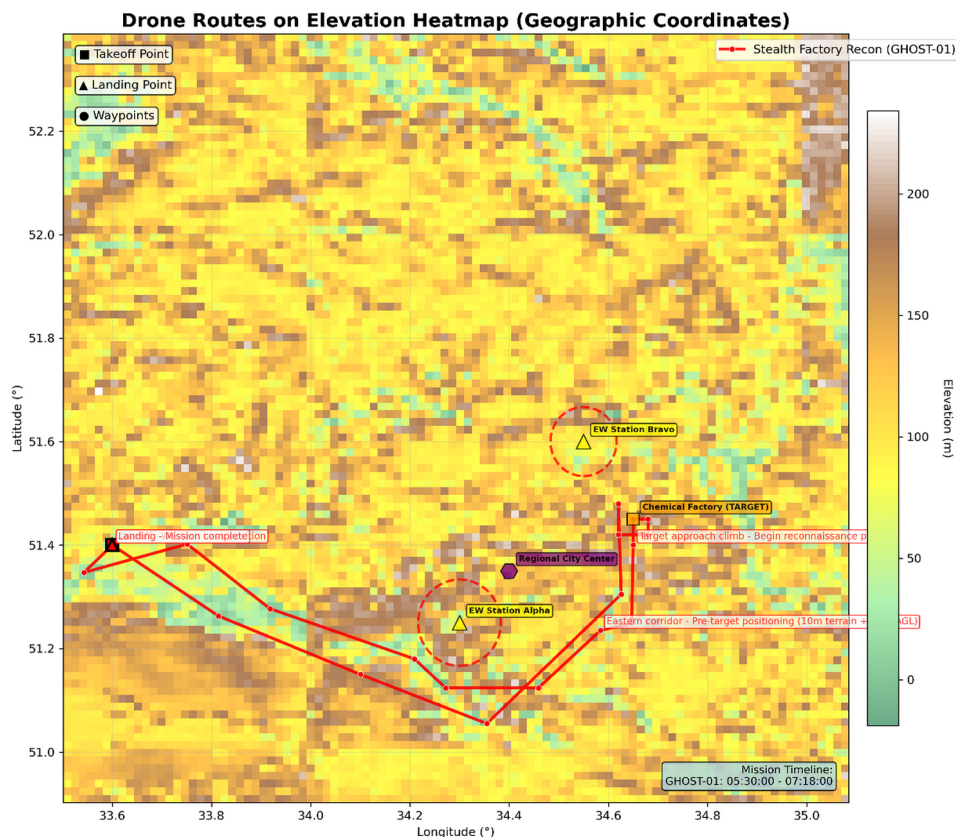 Drone Routes on Elevation Heatmap (Geographic Coordinates)
Takeoff Point
Landing Point
Waypoints
Stealth Factory Recon (GHOST-01)
52.2
52.0
51.8
51.6
51.4
51.2
51.0
Latitude (°)
EW Station Bravo
Chemical Factory (TARGET)
Landing - Mission completion
Target approach climb - Begin reconnaissance p
Regional City Center
EW Station Alpha
Eastern corridor - Pre-target positioning (10m terrain + AGL)
Mission Timeline:
GHOST-01: 05:30:00 - 07:18:00
33.6
33.8
34.0
34.2
34.4
34.6
34.8
35.0
Longitude (°)
200
150
100
50
0
Elevation (m)